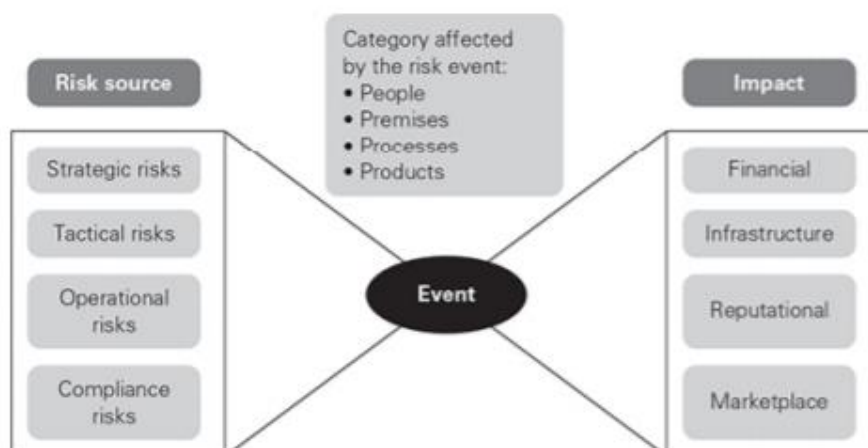 Category affected
by the risk event:
• People
• Premises
• Processes
• Products
Risk source
Strategic risks
Tactical risks
Operational
risks
Compliance
risks
Event
Impact
Financial
Infrastructure
Reputational
Marketplace